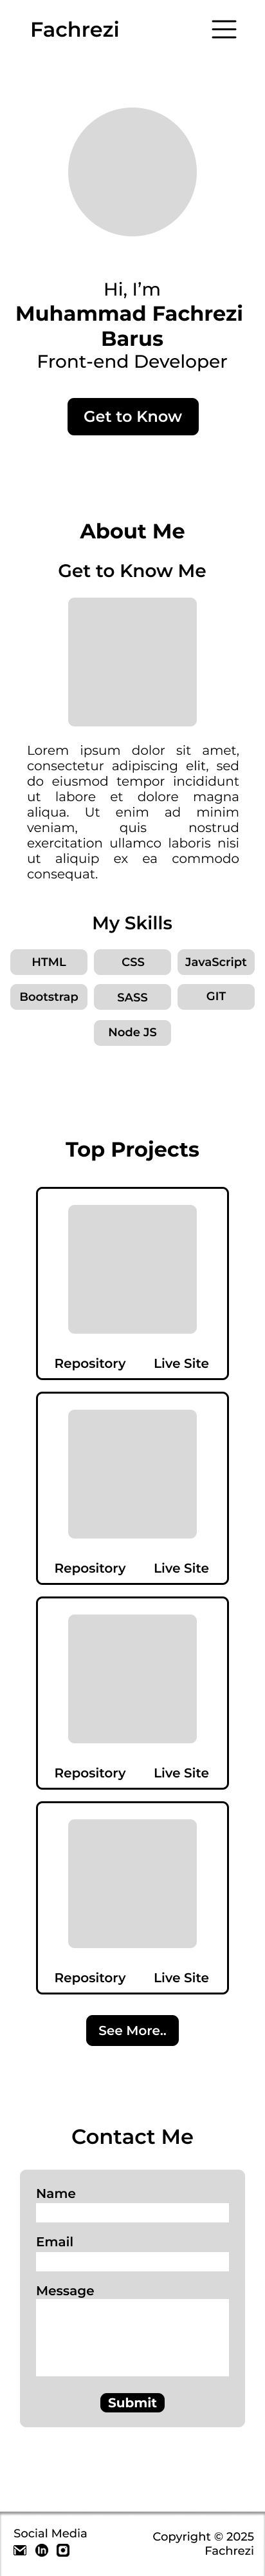 Fachrezi
Hi, I'm
Muhammad Fachrezi
Barus
Front-end Developer
Get to Know
About Me
Get to Know Me
Lorem ipsum dolor sit amet,
consectetur adipiscing elit, sed
do eiusmod tempor incididunt
ut labore et dolore magna
aliqua. Ut enim ad minim
veniam, quis nostrud
exercitation ullamco laboris nisi
ut aliquip ex ea commodo
consequat.
My Skills
HTML CSS JavaScript
Bootstrap SASS GIT
Node JS
Top Projects
Repository Live Site
Repository Live Site
Repository Live Site
Repository Live Site
See More..
Contact Me
Name
Email
Message
Submit
Social Media
Copyright © 2025
Fachrezi